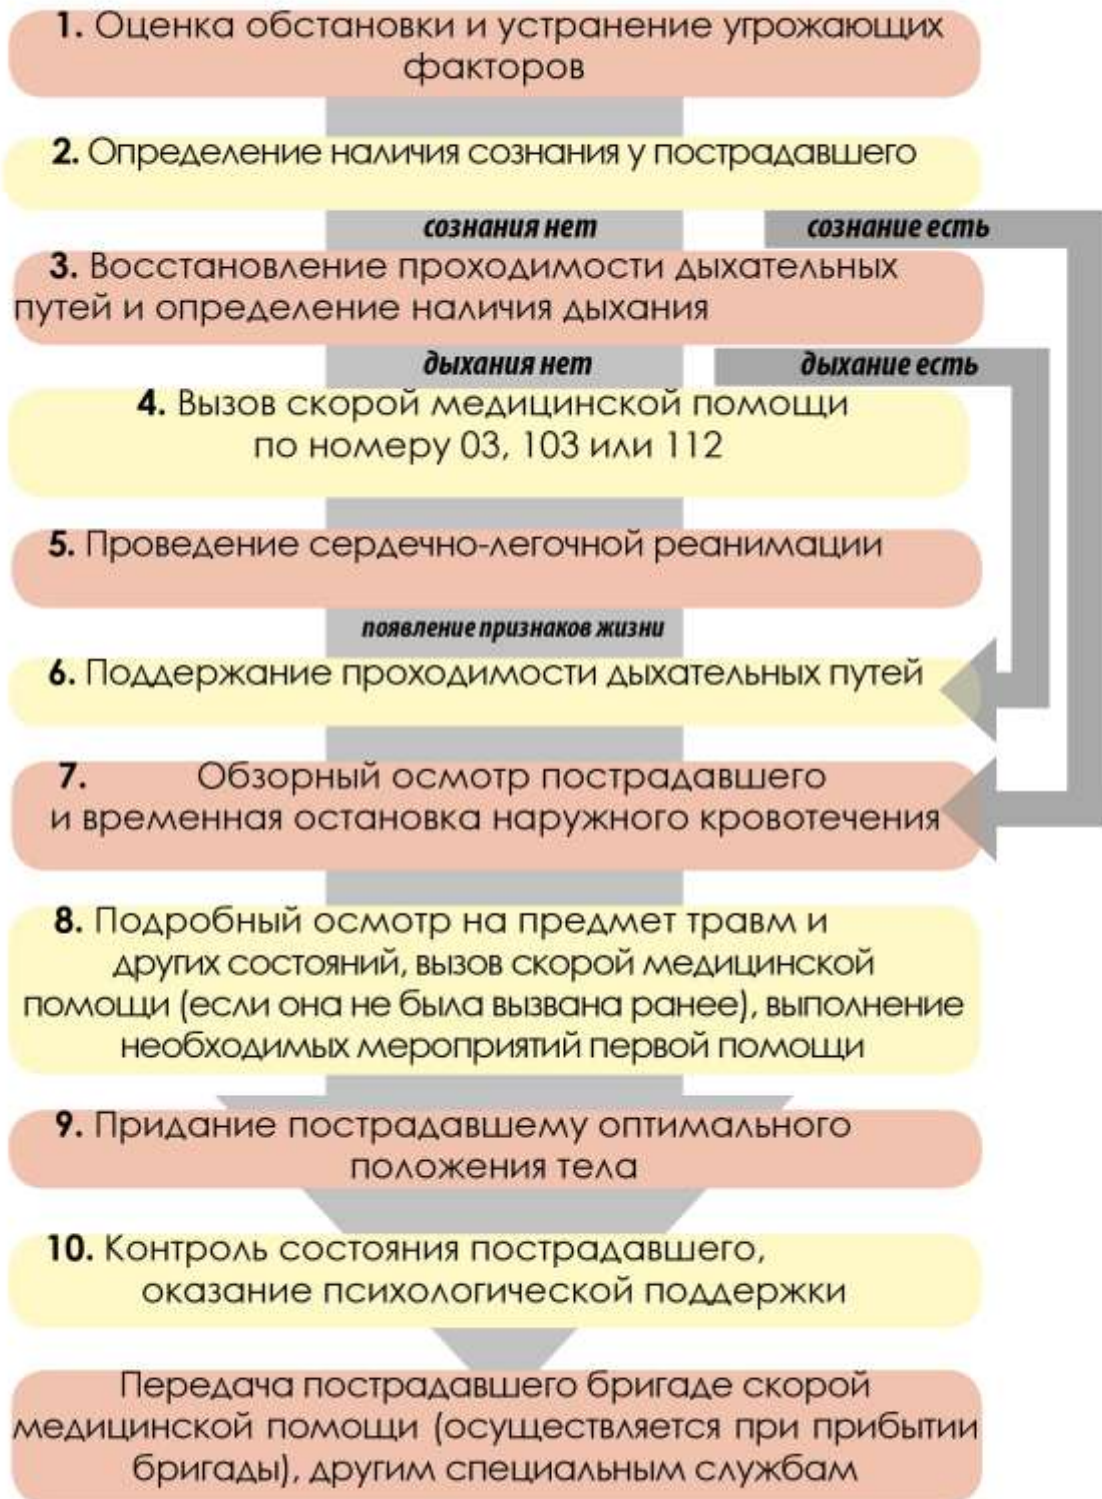 1. Оценка обстановки и устранение угрожающих
факторов
2. Определение наличия сознания у пострадавшего
сознания нет
сознание есть
3. Восстановление проходимости дыхательных
путей и определение наличия дыхания
дыхания нет
дыхание есть
4. Вызов скорой медицинской помощи
по номеру 03, 103 или 112
5. Проведение сердечно-легочной реанимации
появление признаков жизни
6. Поддержание проходимости дыхательных путей
7. Обзорный осмотр пострадавшего
и временная остановка наружного кровотечения
8. Подробный осмотр на предмет травм и
других состояний, вызов скорой медицинской
помощи (если она не была вызвана ранее), выполнение
необходимых мероприятий первой помощи
9. Придание пострадавшему оптимального
положения тела
10. Контроль состояния пострадавшего,
оказание психологической поддержки
Передача пострадавшего бригаде скорой
медицинской помощи (осуществляется при прибытии
бригады), другим специальным службам